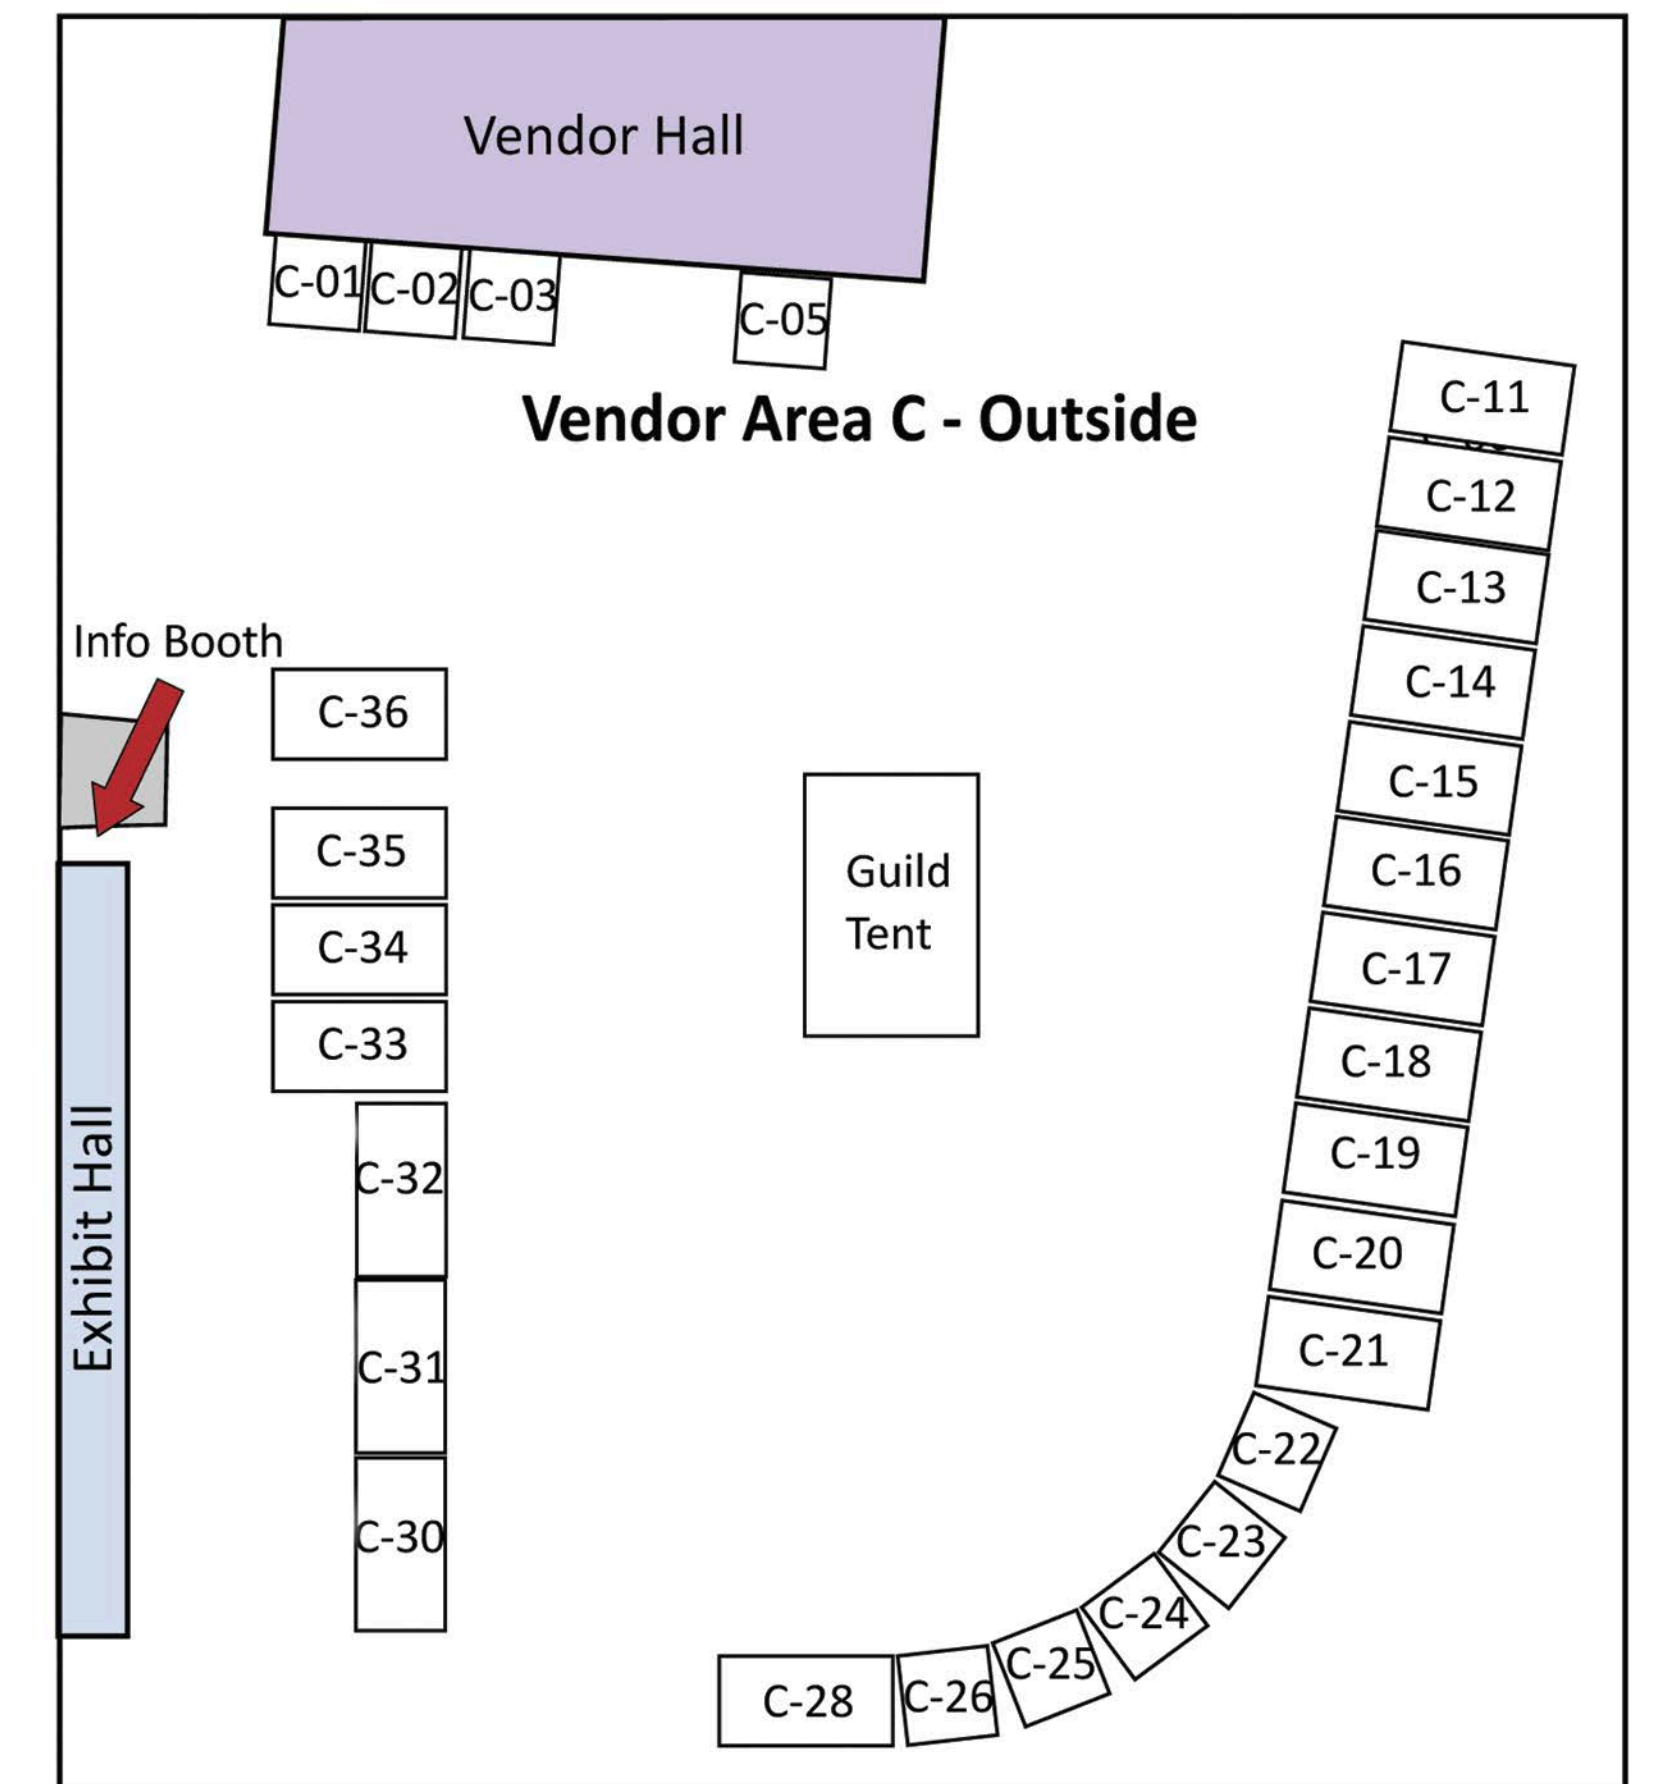 Vendor Hall
C-01
C-02
C-03
C-05
Vendor Area C - Outside
C-11
C-12
C-13
C-14
C-15
C-16
C-17
C-18
C-19
C-20
C-21
C-22
C-23
C-24
C-25
C-26
C-28
Info Booth
C-36
C-35
C-34
C-33
C-32
C-31
C-30
Guild
Tent
Exhibit Hall